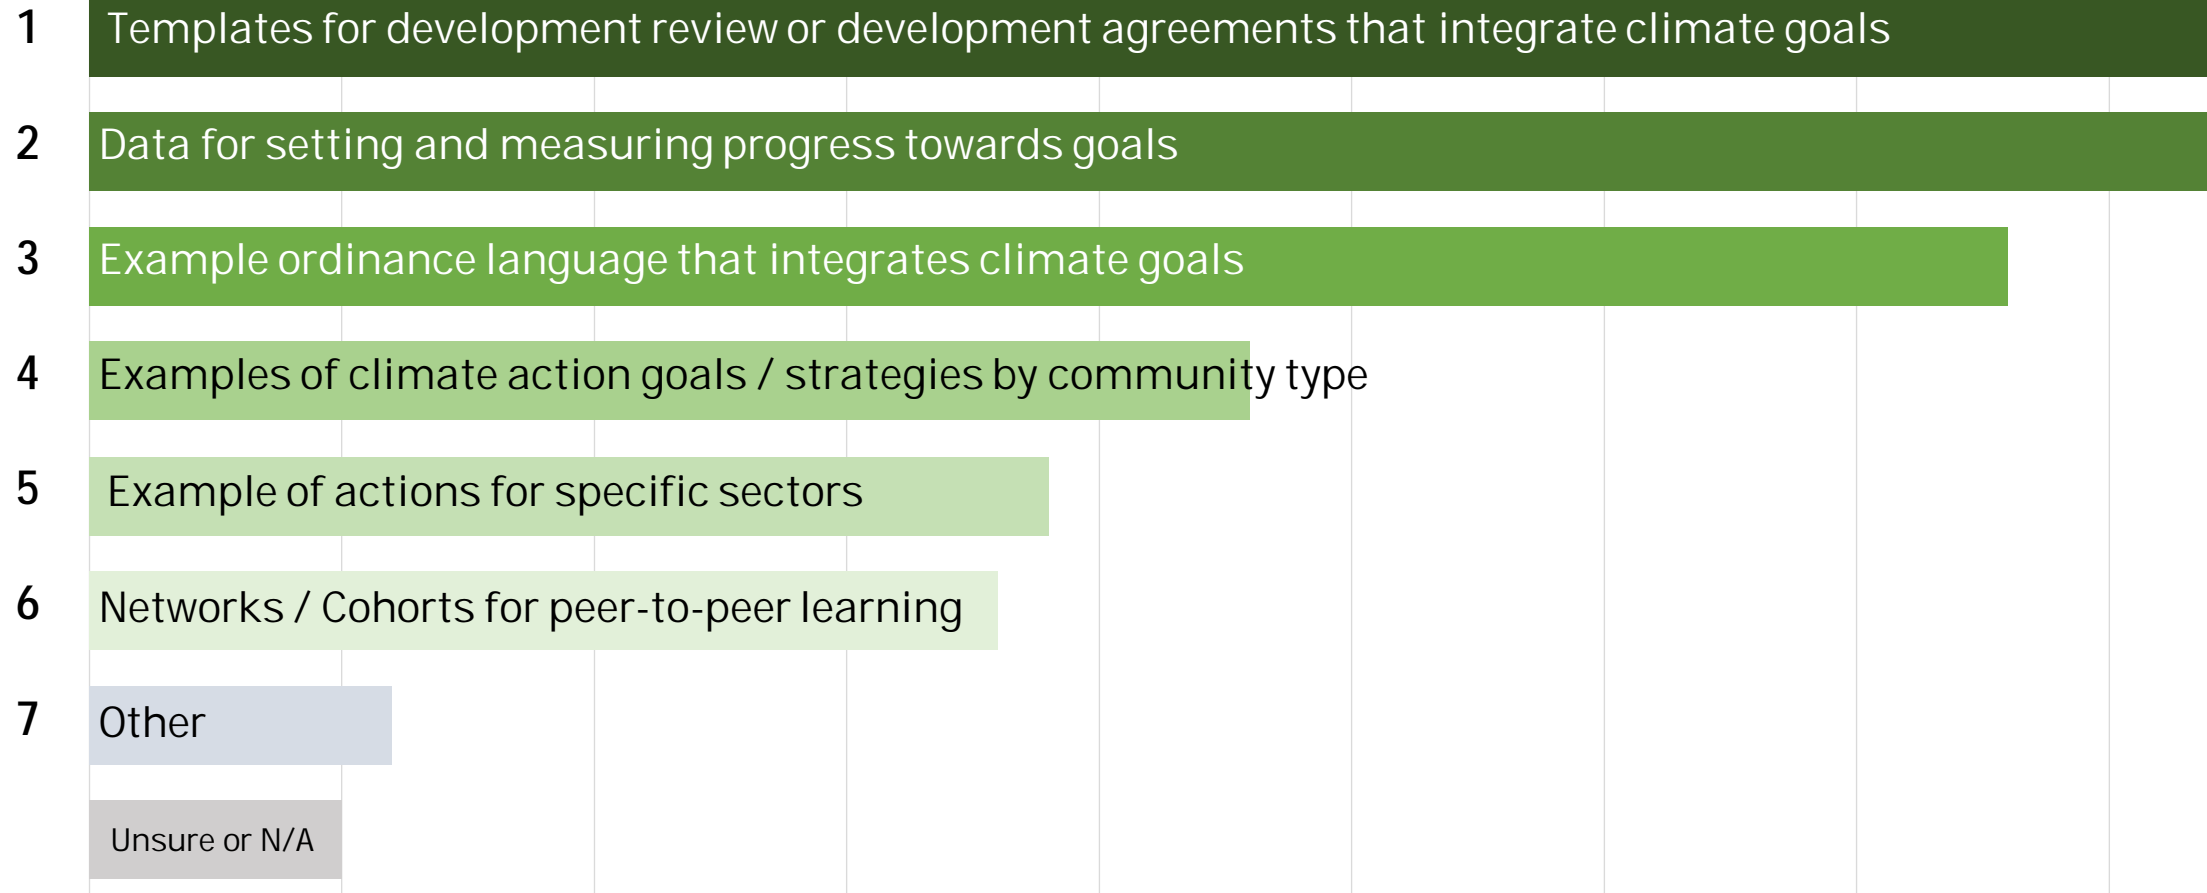 1 Templates for development review or development agreements that integrate climate goals
2 Data for setting and measuring progress towards goals
3 Example ordinance language that integrates climate goals
4 Examples of climate action goals / strategies by community type
5 Example of actions for specific sectors
6 Networks / Cohorts for peer-to-peer learning
7 Other
Unsure or N/A